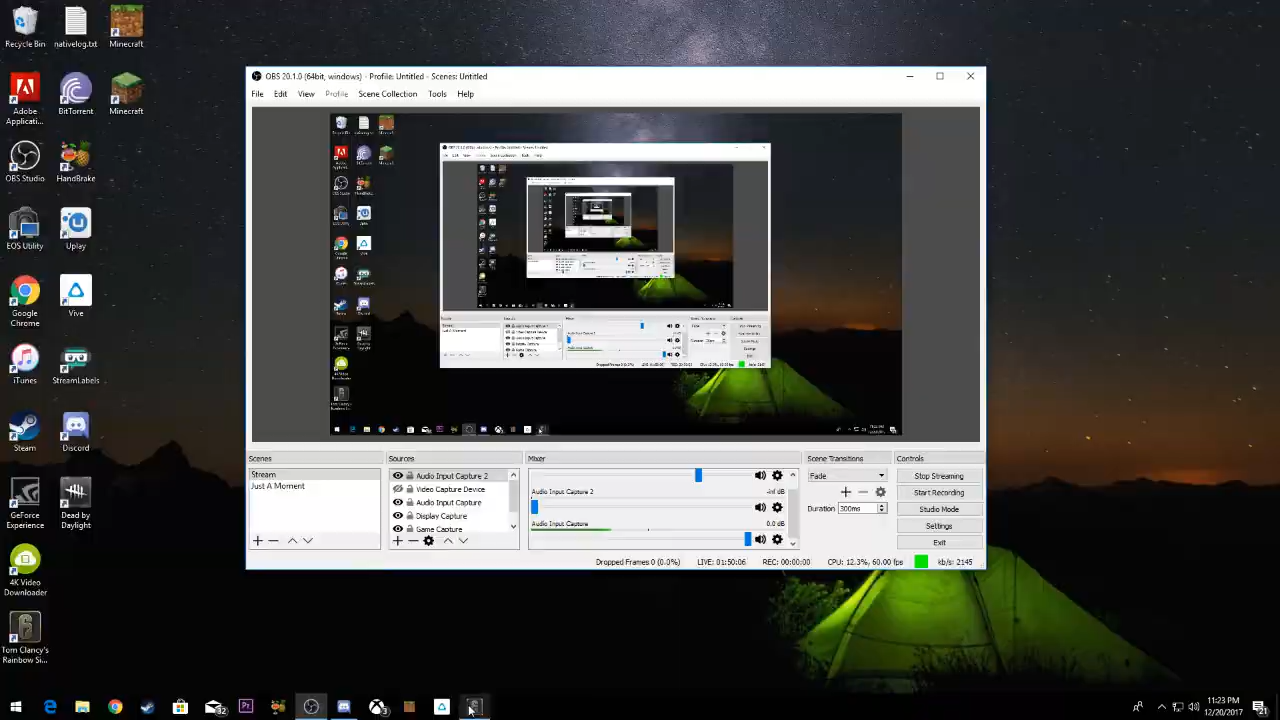 Recycle Bin
nativelog.txt
Minecraft
Adobe Applicati...
BitTorrent
Minecraft
OBS Studio
HandBrake
EOS Utility
Uplay
Google Chrome
Vive
iTunes
StreamLabels
Steam
Discord
GeForce Experience
Dead by Daylight
4K Video Downloader
Tom Clancy's Rainbow Si...
OBS 20.1.0 (64bit, windows) - Profile: Untitled - Scenes: Untitled
File Edit View Profile Scene Collection Tools Help
Scenes
Stream
Just A Moment
Sources
Audio Input Capture 2
Video Capture Device
Audio Input Capture
Display Capture
Game Capture
Mixer
Audio Input Capture 2 -inf dB
Audio Input Capture 0.0 dB
Scene Transitions
Fade
Duration 300ms
Controls
Stop Streaming
Start Recording
Studio Mode
Settings
Exit
Dropped Frames 0 (0.0%) LIVE: 01:50:06 REC: 00:00:00 CPU: 12.3%, 60.00 fps kb/s: 2145
11:23 PM
12/20/2017